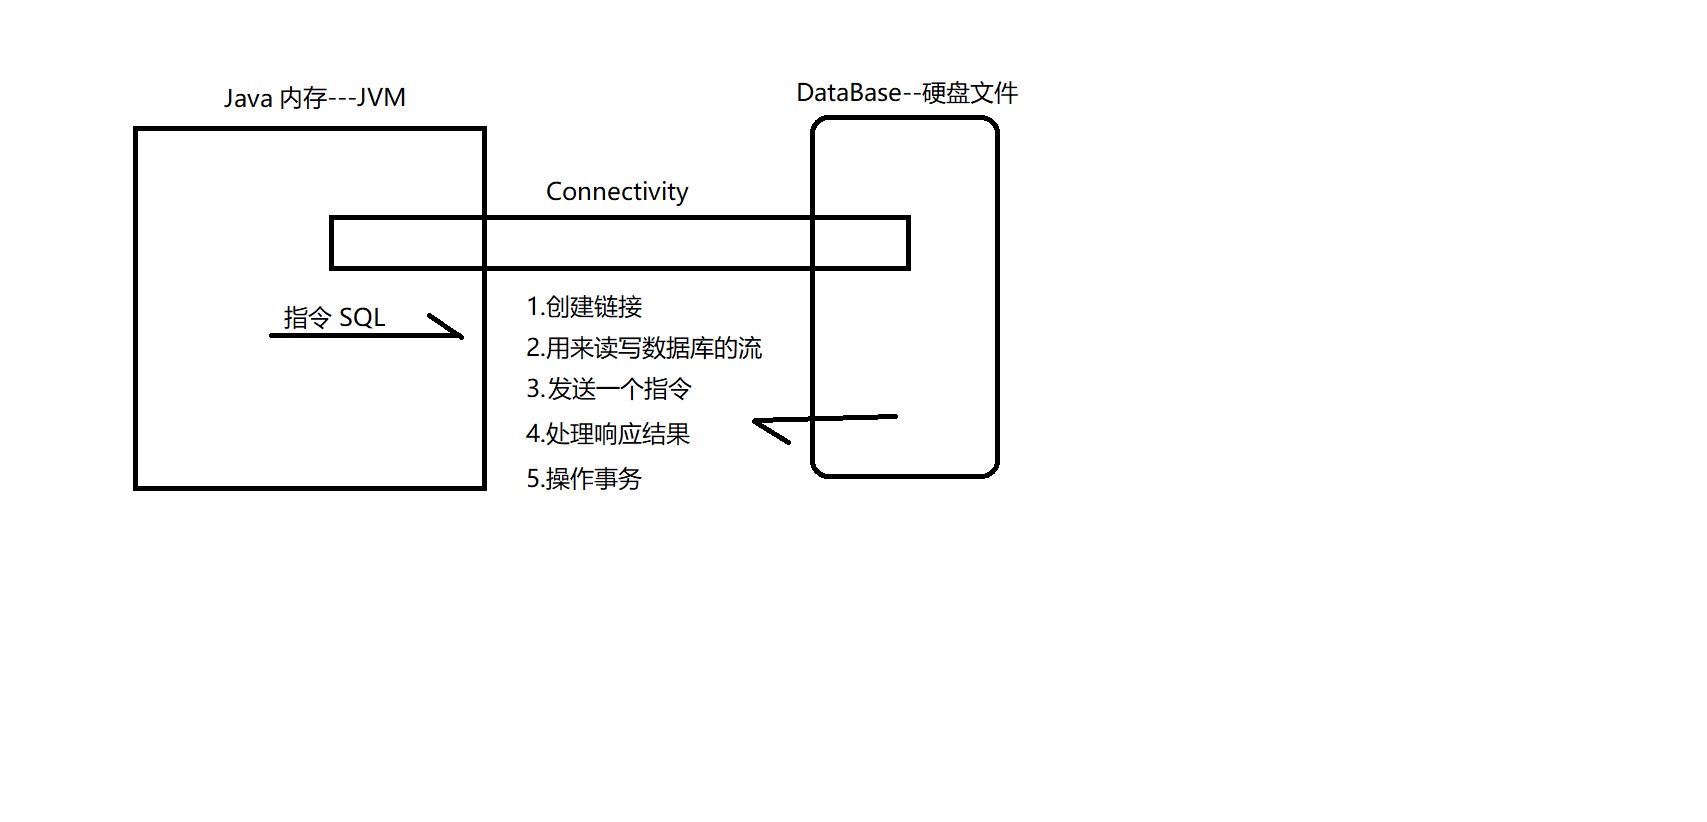 Java 内存---JVM
DataBase--硬盘文件
Connectivity
指令 SQL
1.创建链接
2.用来读写数据库的流
3.发送一个指令
4.处理响应结果
5.操作事务